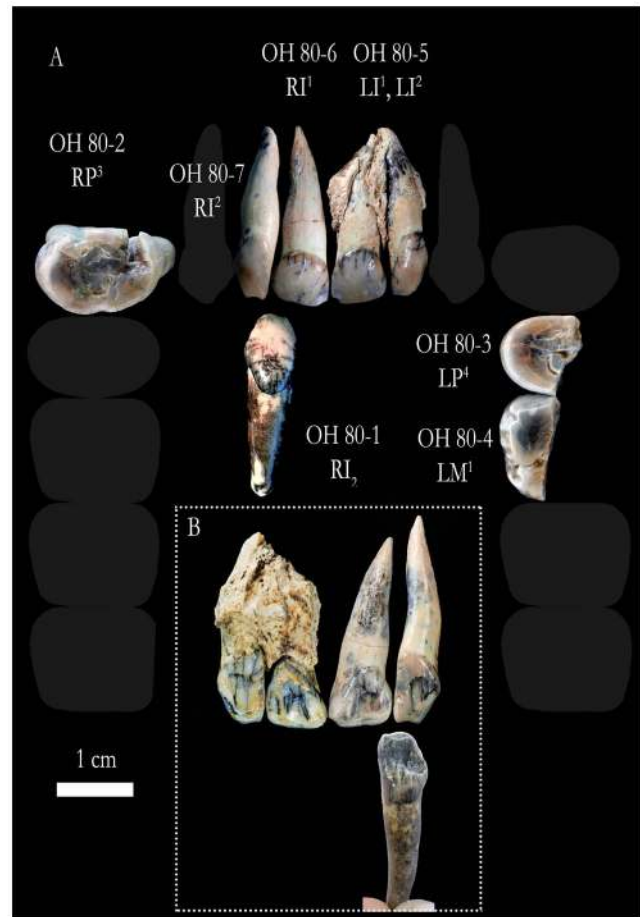 A
OH 80-6
RI¹
OH 80-5
LI¹, LI²
OH 80-2
RP³
OH 80-7
RI²
OH 80-3
LP⁴
OH 80-1
RI₂
OH 80-4
LM¹
B
1 cm